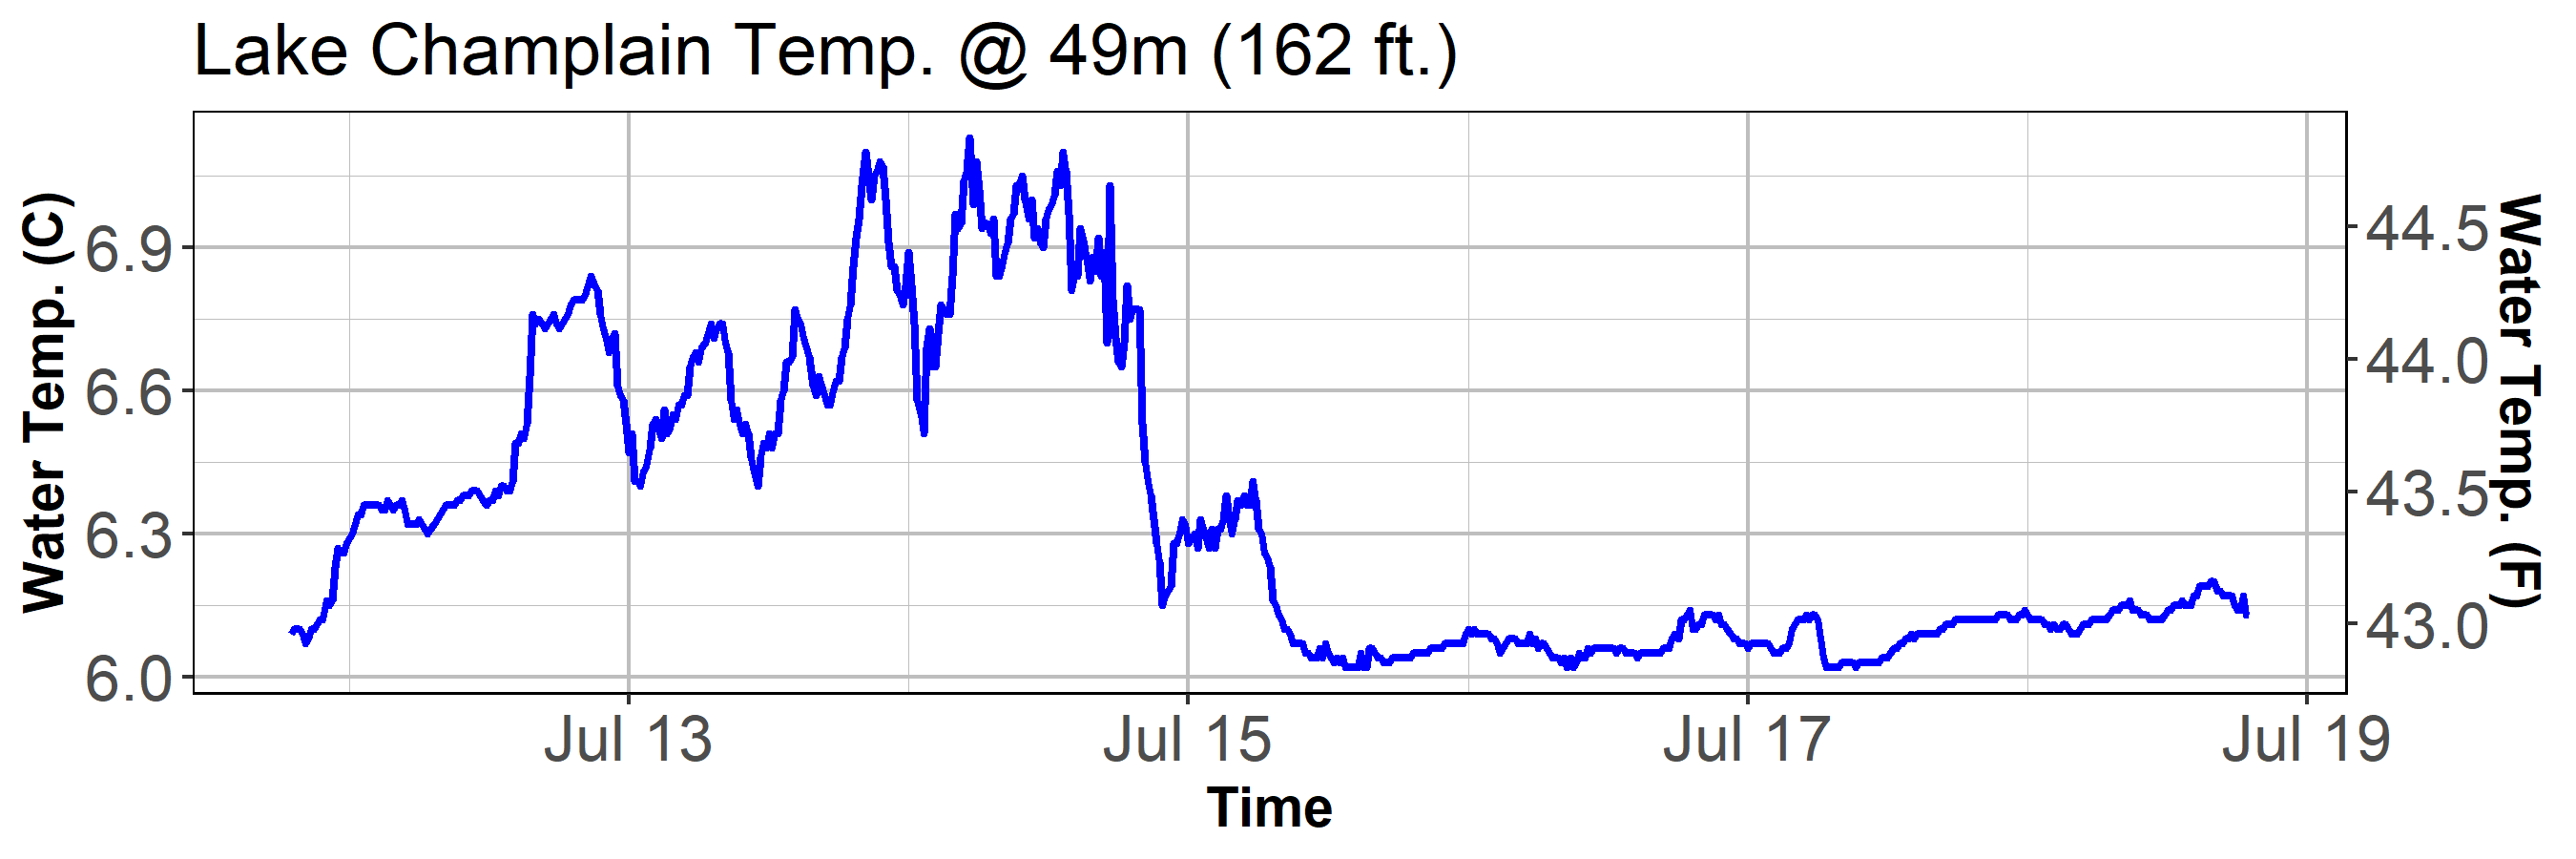 Lake Champlain Temp. @ 49m (162 ft.)
Water Temp. (C)
6.9
6.6
6.3
6.0
44.5
44.0
43.5
43.0
Water Temp. (F)
Jul 13
Jul 15
Jul 17
Jul 19
Time